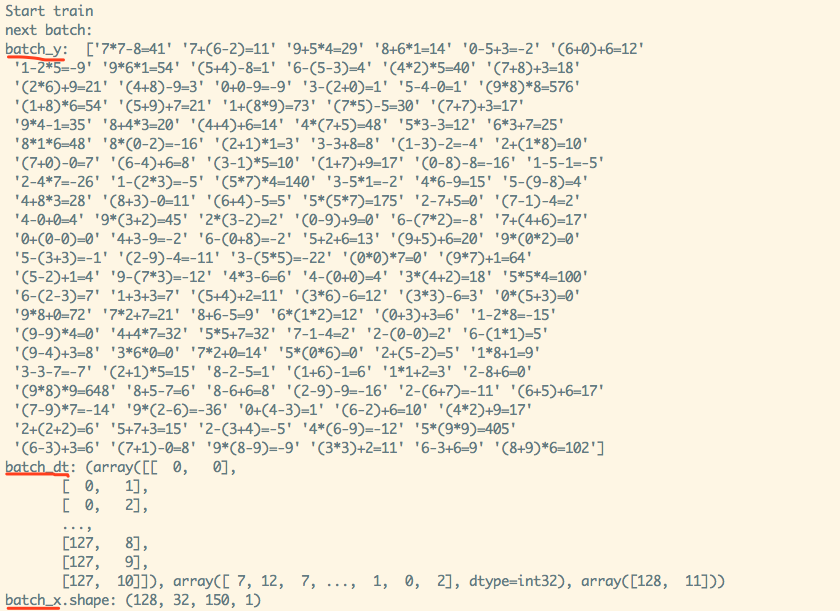 Start train
next batch:
batch_y:  ['7*7-8=41' '7+(6-2)=11' '9+5*4=29' '8+6*1=14' '0-5+3=-2' '(6+0)+6=12'
'1-2*5=-9' '9*6*1=54' '(5+4)-8=1' '6-(5-3)=4' '(4*2)*5=40' '(7+8)+3=18'
'(2*6)+9=21' '(4+8)-9=3' '0+0-9=-9' '3-(2+0)=1' '5-4-0=1' '(9*8)*8=576'
'(1+8)*6=54' '(5+9)+7=21' '1+(8*9)=73' '(7*5)-5=30' '(7+7)+3=17'
'9*4-1=35' '8+4*3=20' '(4+4)+6=14' '4*(7+5)=48' '5*3-3=12' '6*3+7=25'
'8*1*6=48' '8*(0-2)=-16' '(2+1)*1=3' '3-3+8=8' '(1-3)-2=-4' '2+(1*8)=10'
'(7+0)-0=7' '(6-4)+6=8' '(3-1)*5=10' '(1+7)+9=17' '(0-8)-8=-16' '1-5-1=-5'
'2-4*7=-26' '1-(2*3)=-5' '(5*7)*4=140' '3-5*1=-2' '4*6-9=15' '5-(9-8)=4'
'4+8*3=28' '(8+3)-0=11' '(6+4)-5=5' '5*(5*7)=175' '2-7+5=0' '(7-1)-4=2'
'4-0+0=4' '9*(3+2)=45' '2*(3-2)=2' '(0-9)+9=0' '6-(7*2)=-8' '7+(4+6)=17'
'0+(0-0)=0' '4+3-9=-2' '6-(0+8)=-2' '5+2+6=13' '(9+5)+6=20' '9*(0*2)=0'
'5-(3+3)=-1' '(2-9)-4=-11' '3-(5*5)=-22' '(0*0)*7=0' '(9*7)+1=64'
'(5-2)+1=4' '9-(7*3)=-12' '4*3-6=6' '4-(0+0)=4' '3*(4+2)=18' '5*5*4=100'
'6-(2-3)=7' '1+3+3=7' '(5+4)+2=11' '(3*6)-6=12' '(3*3)-6=3' '0*(5+3)=0'
'9*8+0=72' '7*2+7=21' '8+6-5=9' '6*(1*2)=12' '(0+3)+3=6' '1-2*8=-15'
'(9-9)*4=0' '4+4*7=32' '5*5+7=32' '7-1-4=2' '2-(0-0)=2' '6-(1*1)=5'
'(9-4)+3=8' '3*6*0=0' '7*2+0=14' '5*(0*6)=0' '2+(5-2)=5' '1*8+1=9'
'3-3-7=-7' '(2+1)*5=15' '8-2-5=1' '(1+6)-1=6' '1*1+2=3' '2-8+6=0'
'(9*8)*9=648' '8+5-7=6' '8-6+6=8' '(2-9)-9=-16' '2-(6+7)=-11' '(6+5)+6=17'
'(7-9)*7=-14' '9*(2-6)=-36' '0+(4-3)=1' '(6-2)+6=10' '(4*2)+9=17'
'2+(2+2)=6' '5+7+3=15' '2-(3+4)=-5' '4*(6-9)=-12' '5*(9*9)=405'
'(6-3)+3=6' '(7+1)-0=8' '9*(8-9)=-9' '(3*3)+2=11' '6-3+6=9' '(8+9)*6=102']
batch_dt: (array([[  0,   0],
[  0,   1],
[  0,   2],
...,
[127,   8],
[127,   9],
[127,  10]]), array([ 7, 12,  7, ...,  1,  0,  2], dtype=int32), array([128,  11]))
batch_x.shape: (128, 32, 150, 1)